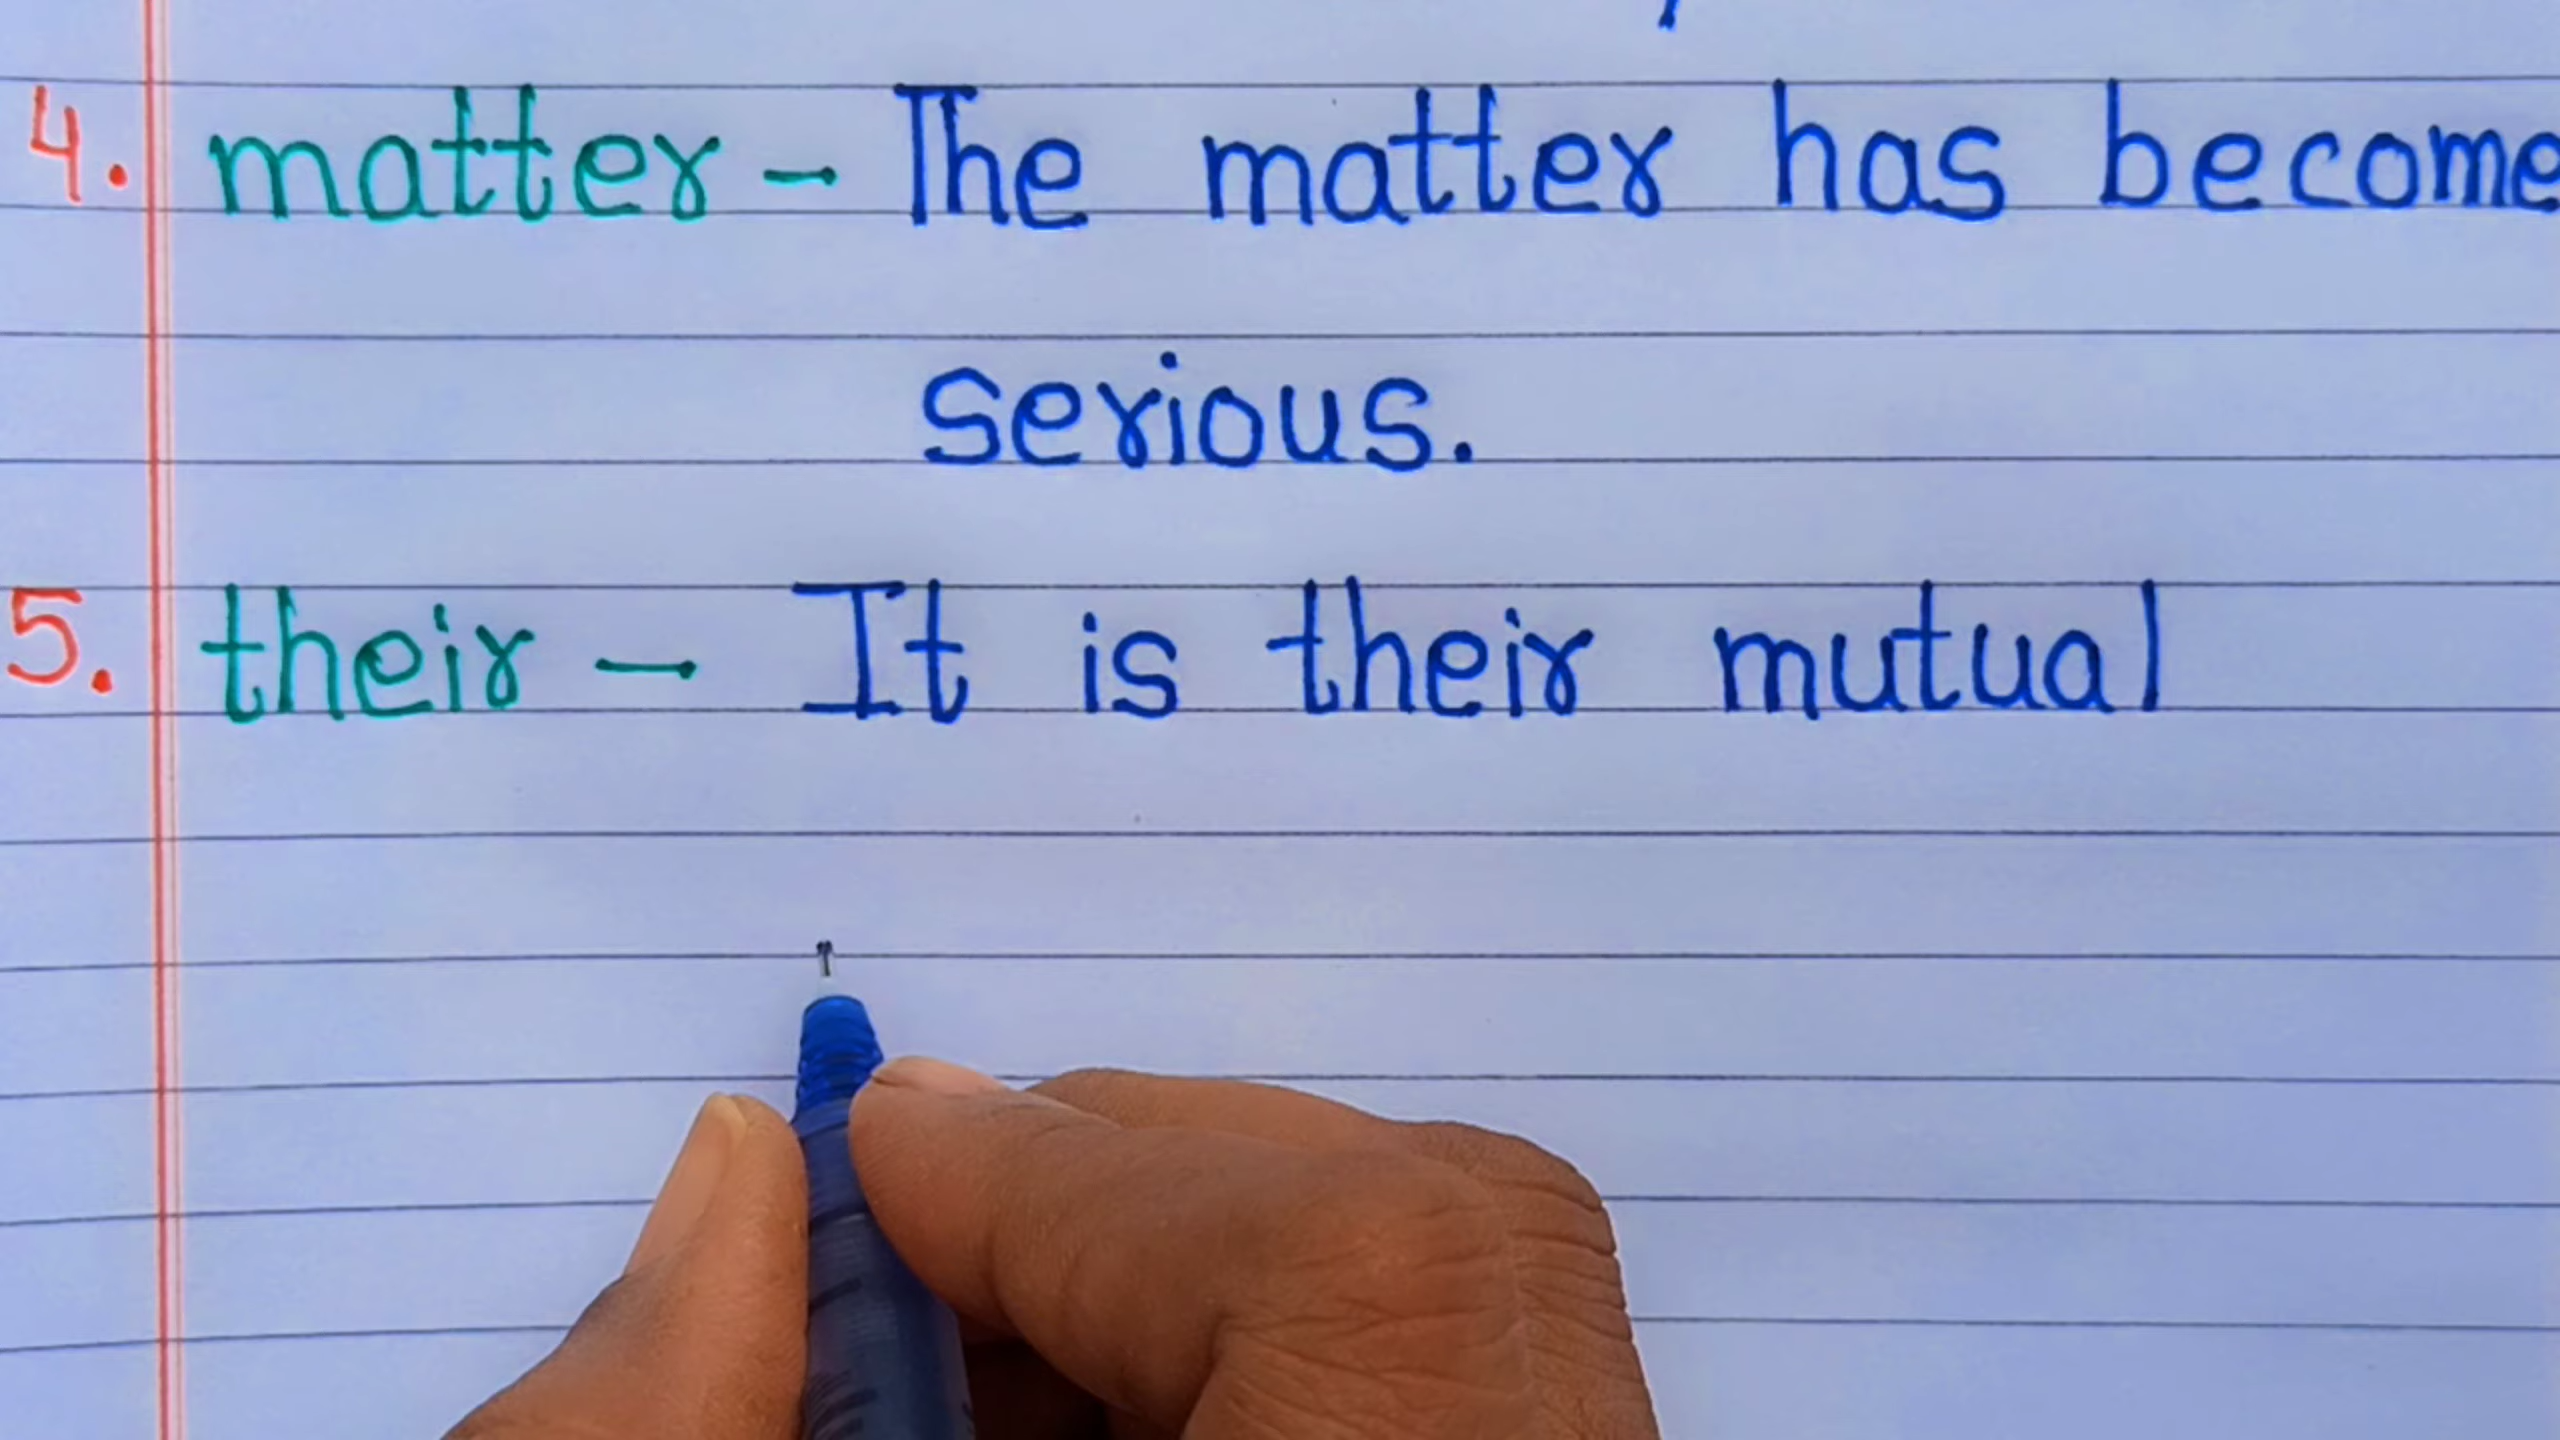 4. matter - The matter has become
serious.
5. their - It is their mutual